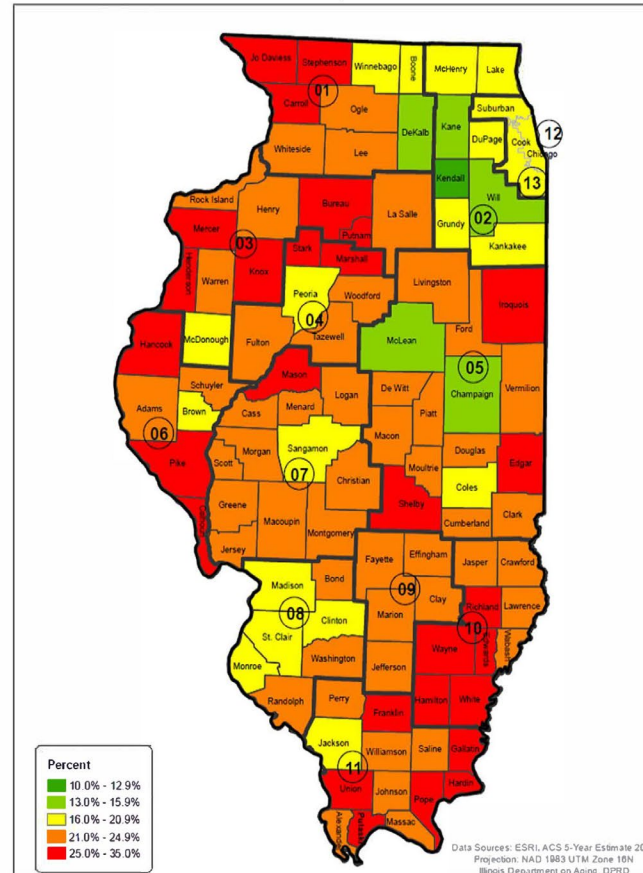 Jo Daviess
Stephenson
Winnebago
Boone
McHenry
Lake
01
Carroll
Ogle
DeKalb
Kane
Suburban
Cook
DuPage
Chicago
12
Whiteside
Lee
Kendall
Will
13
Rock Island
Henry
Bureau
La Salle
Grundy
02
Kankakee
Mercer
03
Putnam
Stark
Marshall
Henderson
Warren
Knox
Peoria
Woodford
Livingston
Iroquois
04
Tazewell
McLean
Ford
Hancock
McDonough
Fulton
05
Mason
Champaign
Vermilion
Schuyler
Logan
De Witt
Adams
Brown
Cass
Menard
Piatt
06
Macon
Sangamon
Douglas
Edgar
Pike
Scott
Morgan
07
Moultrie
Coles
Christian
Shelby
Greene
Macoupin
Cumberland
Clark
Calhoun
Jersey
Montgomery
Fayette
Effingham
Jasper
Crawford
Madison
Bond
09
Clay
Richland
Lawrence
08
Clinton
Marion
10
St. Clair
Wayne
Edwards
Wabash
Monroe
Washington
Jefferson
Randolph
Perry
Hamilton
White
Franklin
Jackson
Williamson
Saline
Gallatin
11
Hardin
Union
Johnson
Pope
Alexander
Pulaski
Massac
Percent
10.0% - 12.9%
13.0% - 15.9%
16.0% - 20.9%
21.0% - 24.9%
25.0% - 35.0%
Data Sources: ESRI, ACS 5-Year Estimate 20
Projection: NAD 1983 UTM Zone 16N
Illinois Department on Aging, DPRD